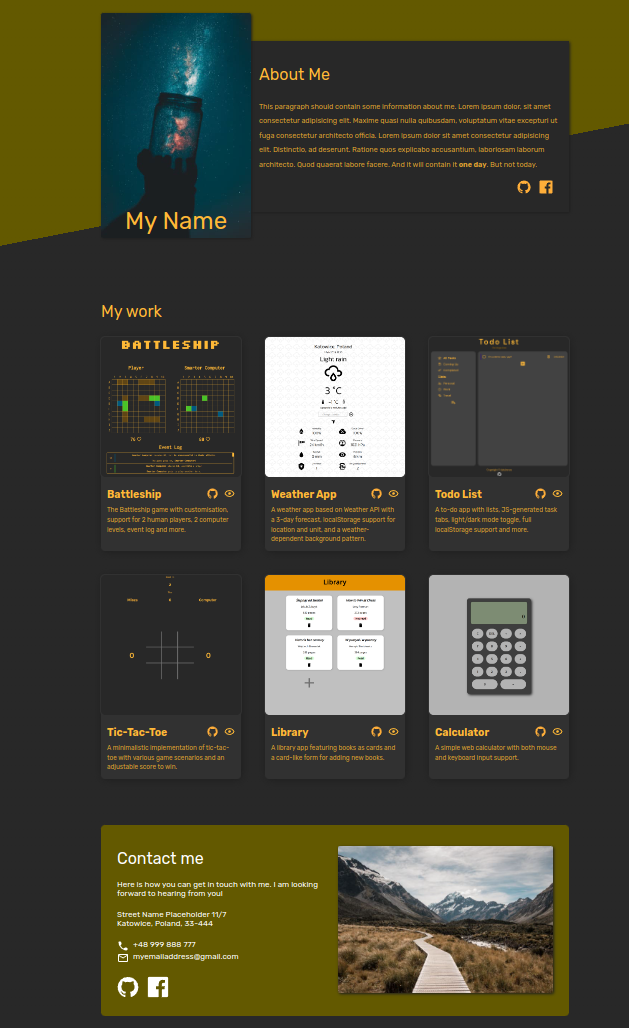 About Me
This paragraph should contain some information about me. Lorem ipsum dolor, sit amet
consectetur adipisicing elit. Maxime quasi nulla quibusdam, voluptatum vitae excepturi ut
fuga consectetur architecto officia. Lorem ipsum dolor sit amet consectetur adipisicing
elit. Distinctio, ad deserunt. Ratione quos explicabo accusantium, laboriosam laborum
architecto. Quod quaerat labore facere. And it will contain it one day. But not today.
My Name
My work
BATTLESHIP
Player Smarter Computer
Event Log
Katowice, Poland
Light rain
3 °C
Todo List
Battleship
The Battleship game with customisation,
support for 2 human players, 2 computer
levels, event log and more.
Weather App
A weather app based on Weather API with
a 3-day forecast, localStorage support for
location and unit, and a weather-
dependent background pattern.
Todo List
A to-do app with lists, JS-generated task
tabs, light/dark mode toggle, full
localStorage support and more.
Computer
O O
Library
Tic-Tac-Toe
A minimalistic implementation of tic-tac-
toe with various game scenarios and an
adjustable score to win.
Library
A library app featuring books as cards and
a card-like form for adding new books.
Calculator
A simple web calculator with both mouse
and keyboard input support.
Contact me
Here is how you can get in touch with me. I am looking
forward to hearing from you!
Street Name Placeholder 11/7
Katowice, Poland, 33-444
+48 999 888 777
myemailaddress@gmail.com